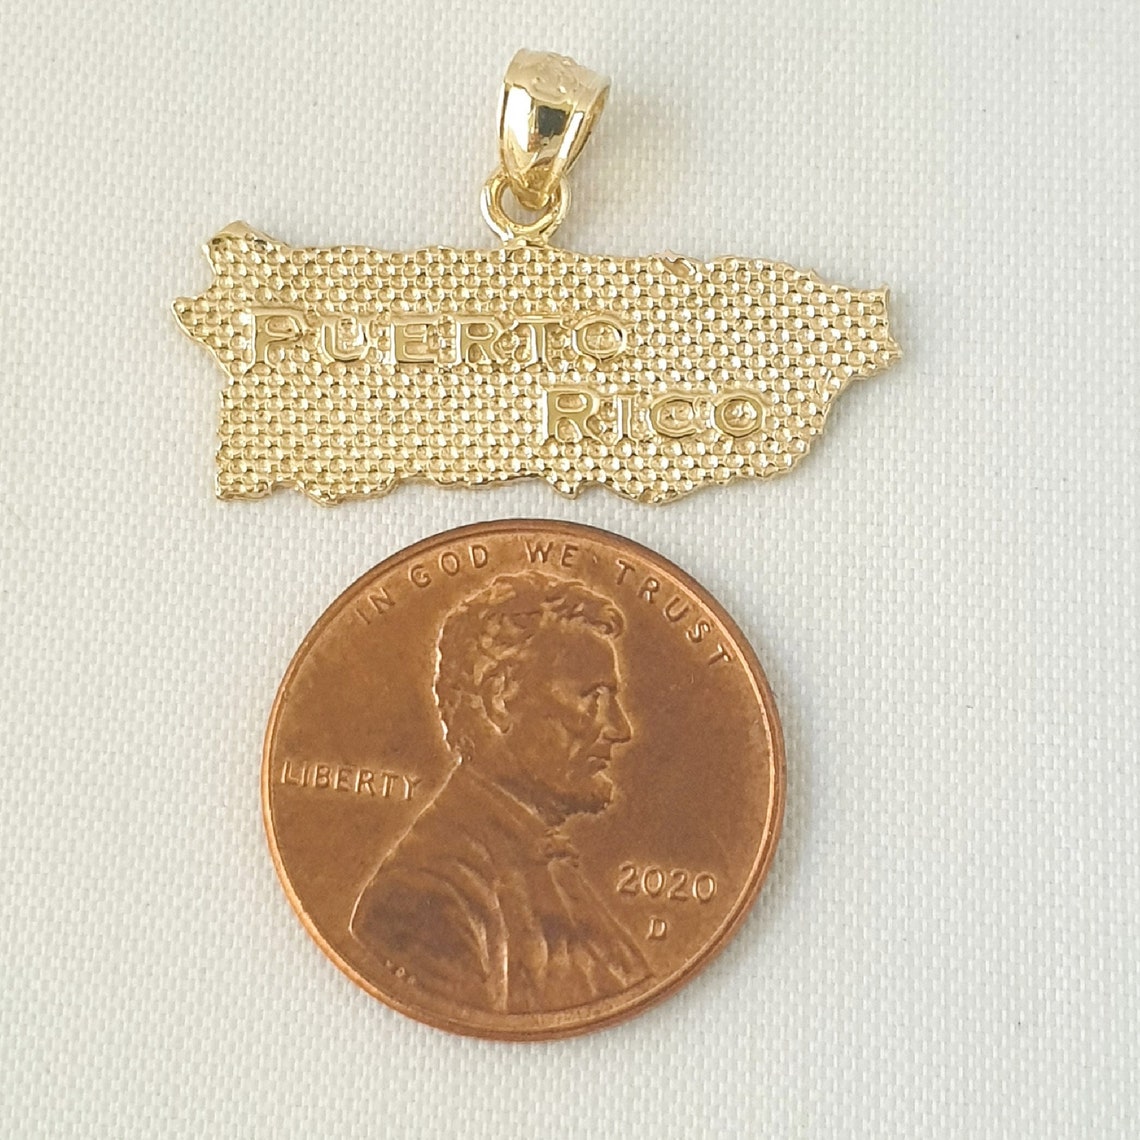 PUERTO
RICO
IN GOD WE TRUST
LIBERTY
2020
D